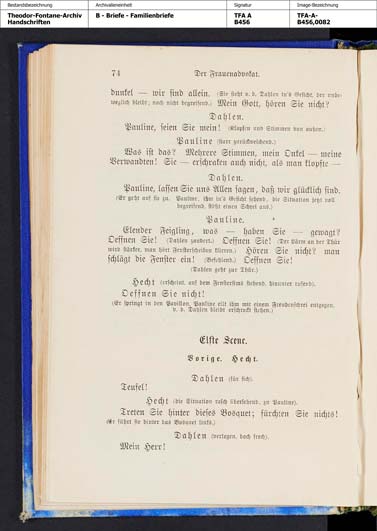 Bestandsbezeichnung
Theodor-Fontane-Archiv
Handschriften
Archivalieneinheit
B - Briefe - Familienbriefe
Signatur
TFA A
B456
Image-Bezeichnung
TFA-A-
B456,0082
74 Der Frauenadvokat.
dunkel — wir sind allein. (Sie sieht v. d. Dahlen in's Gesicht, der unbe-
weglich bleibt; noch nicht begreifend.) Mein Gott, hören Sie nicht?
Dahlen.
Pauline, seien Sie mein! (Klopfen und Stimmen von außen.)
Pauline (starr zurückweichend.)
Was ist das? Mehrere Stimmen, mein Onkel — meine
Verwandten! Sie — erschraken auch nicht, als man klopfte —
Dahlen.
Pauline, lassen Sie uns Allen sagen, daß wir glücklich sind.
(Er geht auf sie zu. Pauline, ihm in's Gesicht sehend, die Situation jetzt voll
begreifend, stößt einen Schrei aus.)
Pauline.
Elender Feigling, was — haben Sie — gewagt?
Oeffnen Sie! (Dahlen zaudert.) Oeffnen Sie! (Der Lärm an der Thür
wird stärker, man hört Fensterscheiben klirren.) Hören Sie nicht? man
schlägt die Fenster ein! (Befehlend.) Oeffnen Sie!
(Dahlen geht zur Thür.)
Hecht (erscheint, auf dem Fenstersims stehend, hinunter rufend).
Oeffnen Sie nicht!
(Er springt in den Pavillon, Pauline eilt ihm mit einem Freudenschrei entgegen,
v. d. Dahlen bleibt erschreckt stehen.)
Elfte Scene.
Vorige. Hecht.
Dahlen (für sich).
Teufel!
Hecht (die Situation rasch übersehend, zu Pauline).
Treten Sie hinter dieses Bosquet; fürchten Sie nichts!
(Er führt sie hinter das Bosquet links.)
Dahlen (verlegen, doch frech).
Mein Herr!